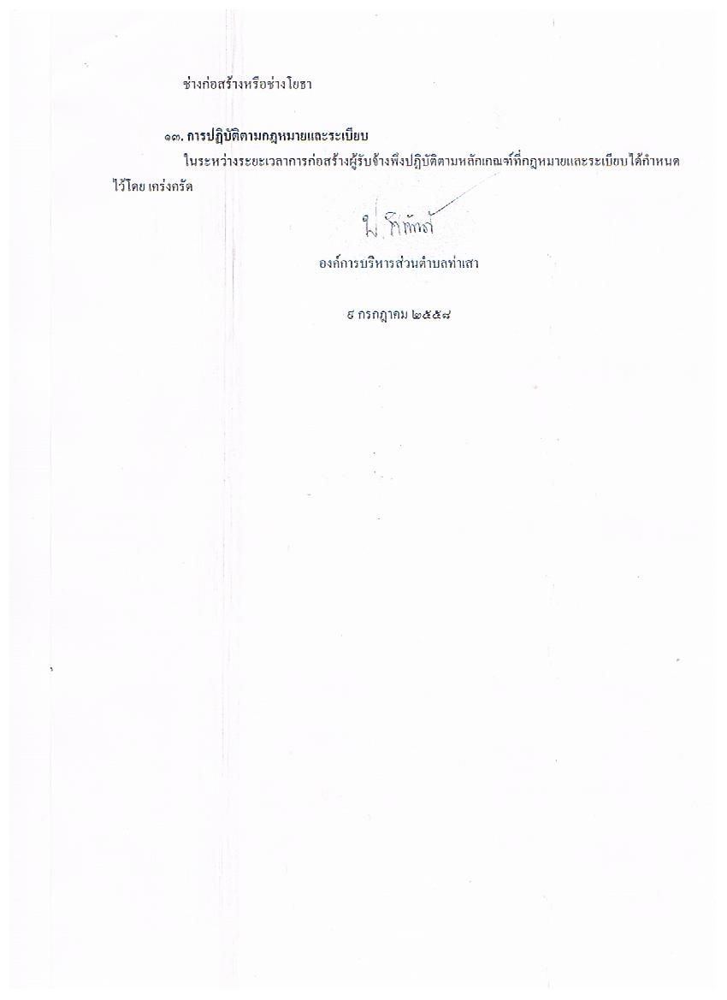 ช่างก่อสร้างหรือช่างโยธา
๑๓. การปฏิบัติตามกฎหมายและระเบียบ
ในระหว่างระยะเวลาการก่อสร้างผู้รับจ้างพึงปฏิบัติตามหลักเกณฑ์ที่กฎหมายและระเบียบได้กำหนด
ไว้โดย เคร่งครัด
องค์การบริหารส่วนตำบลท่าเสา
๙ กรกฎาคม ๒๕๕๘